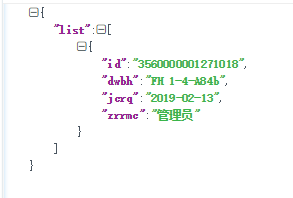 {
"list":[
{
"id":"3560000001271018",
"dwbh":"FH 1-4-A84b",
"jcrq":"2019-02-13",
"zrrmc":"管理员"
}
]
}